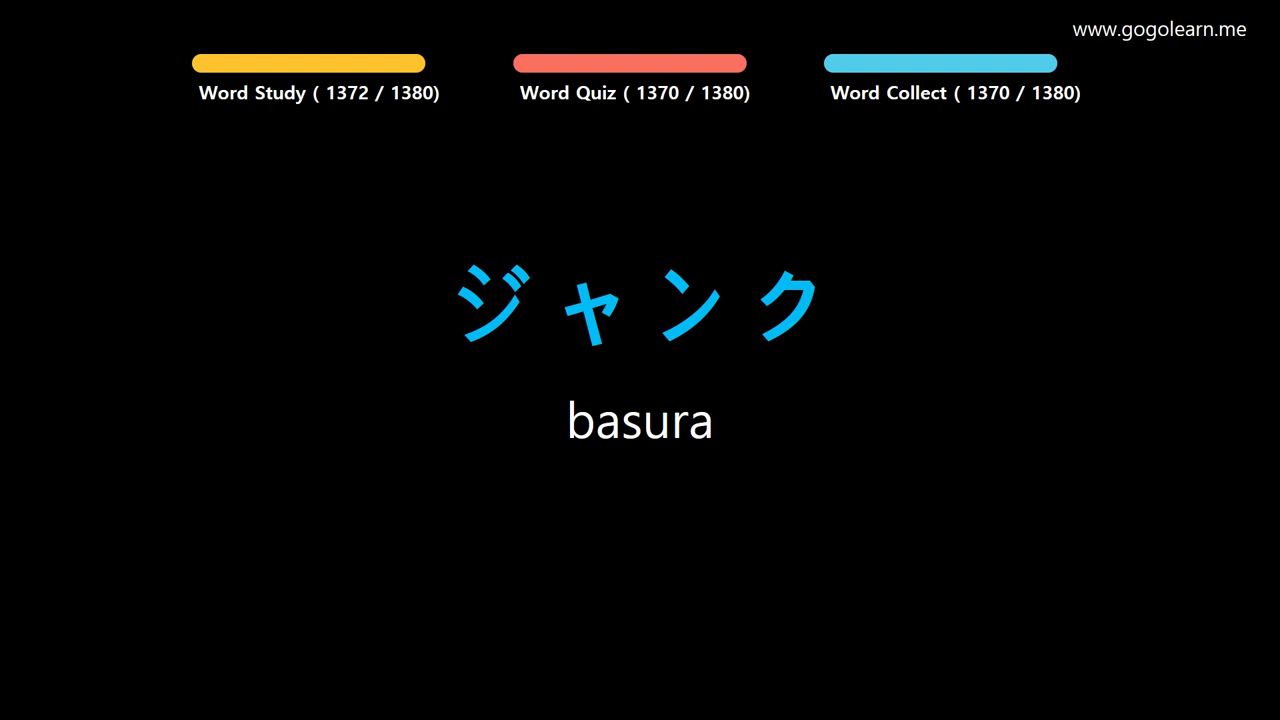 www.gogolearn.me
Word Study ( 1372 / 1380)
Word Quiz ( 1370 / 1380)
Word Collect ( 1370 / 1380)
ジャンク
basura